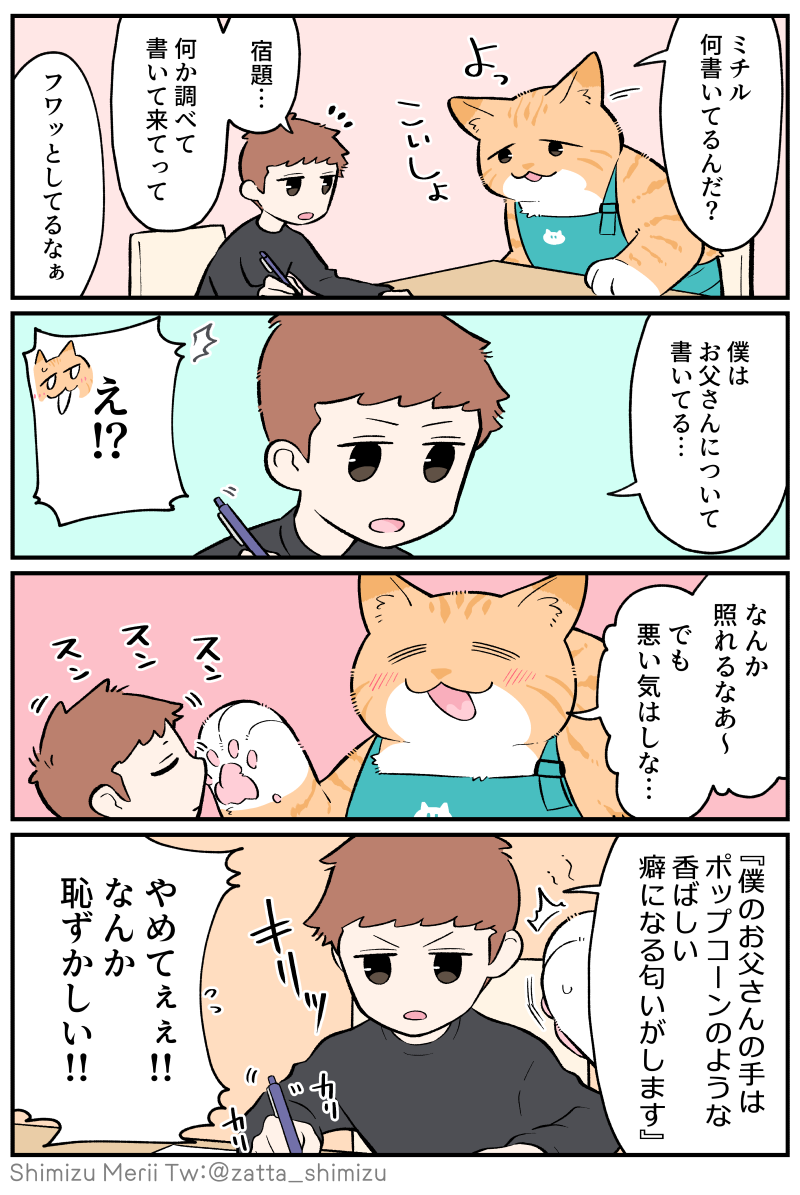 ミチル
何書いてるんだ?
よっ
こいしょ
宿題…
何か調べて
書いて来てって
フワッとしてるなぁ
僕は
お父さんについて
書いてる…
え!?
なんか
照れるなあ〜
でも
悪い気はしな…
スン
スン
スン
『僕のお父さんの手は
ポップコーンのような
香ばしい
癖になる匂いがします』
キリッ
カリ
カリ
やめてぇぇ!!
なんか
恥ずかしい!!
Shimizu Merii Tw:@zatta_shimizu